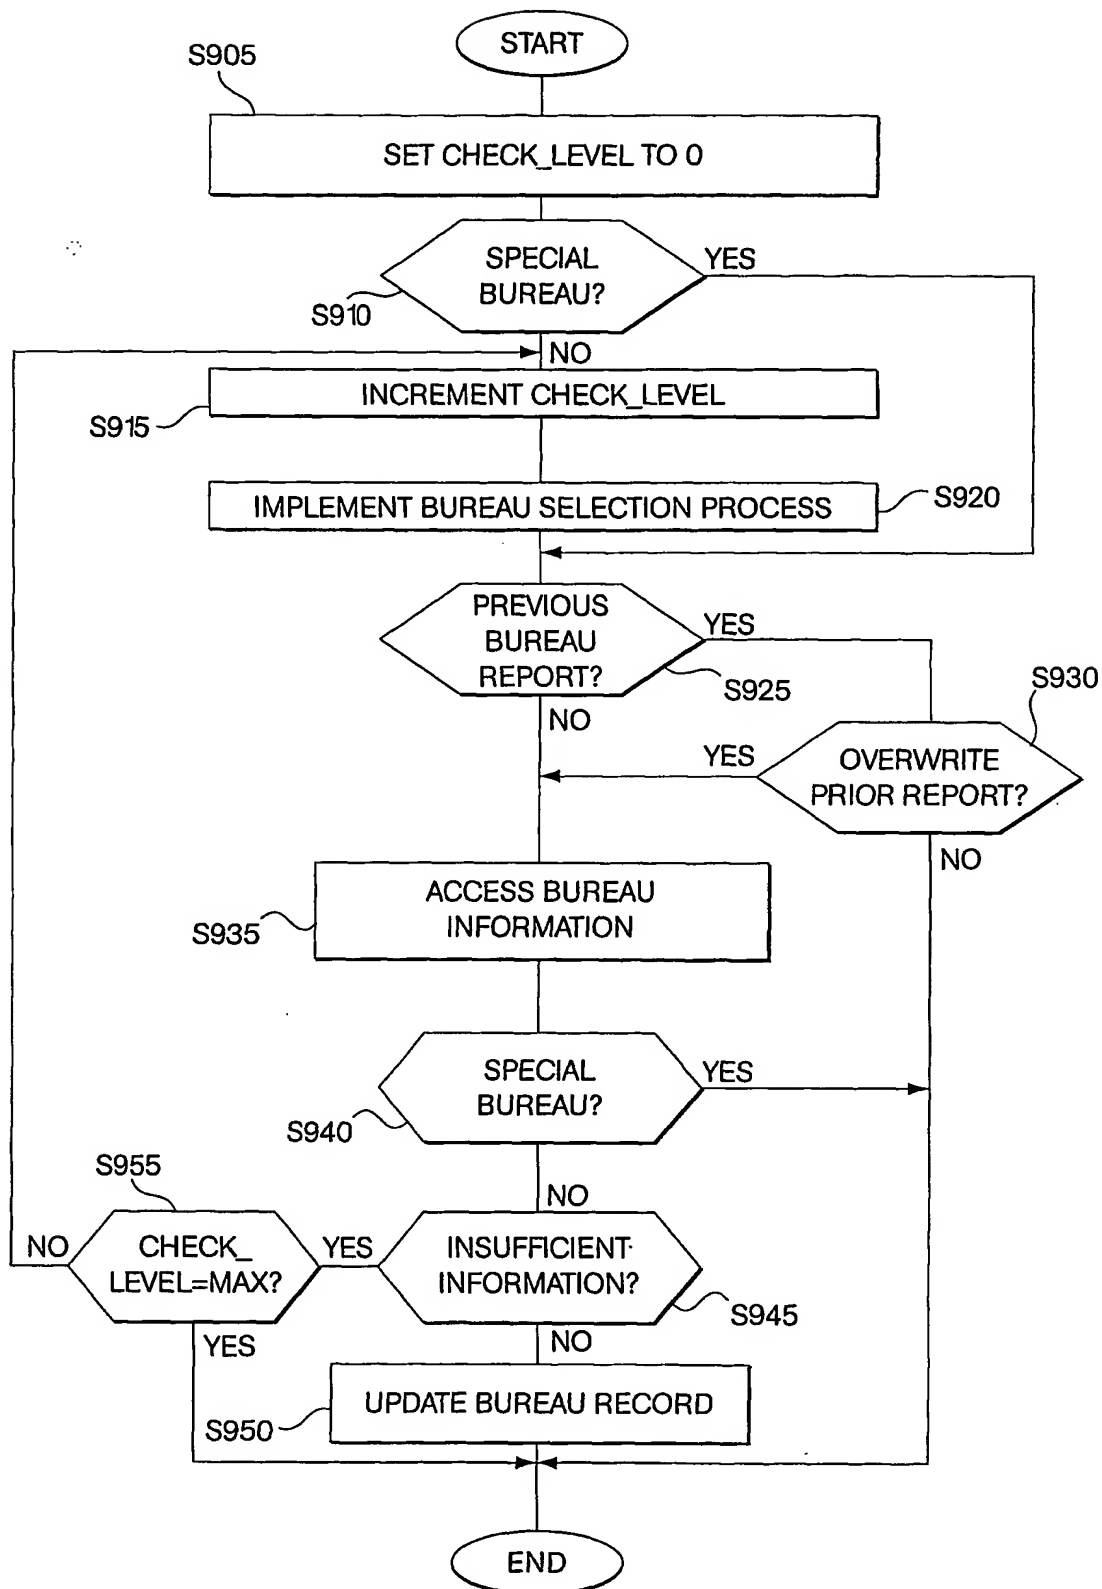 START
S905
SET CHECK_LEVEL TO 0
SPECIAL
BUREAU?
YES
S910
NO
INCREMENT CHECK_LEVEL
S915
IMPLEMENT BUREAU SELECTION PROCESS
S920
PREVIOUS
BUREAU
REPORT?
YES
S925
S930
NO
YES
OVERWRITE
PRIOR REPORT?
NO
ACCESS BUREAU
INFORMATION
S935
SPECIAL
BUREAU?
YES
S940
S955
NO
NO
CHECK_
LEVEL=MAX?
YES
INSUFFICIENT
INFORMATION?
S945
YES
NO
UPDATE BUREAU RECORD
S950
END